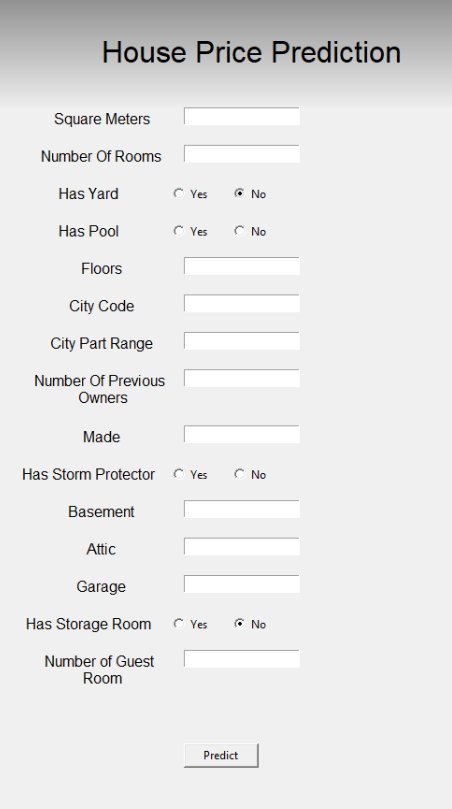 House Price Prediction
Square Meters
Number Of Rooms
Has Yard Yes No
Has Pool Yes No
Floors
City Code
City Part Range
Number Of Previous
Owners
Made
Has Storm Protector Yes No
Basement
Attic
Garage
Has Storage Room Yes No
Number of Guest
Room
Predict